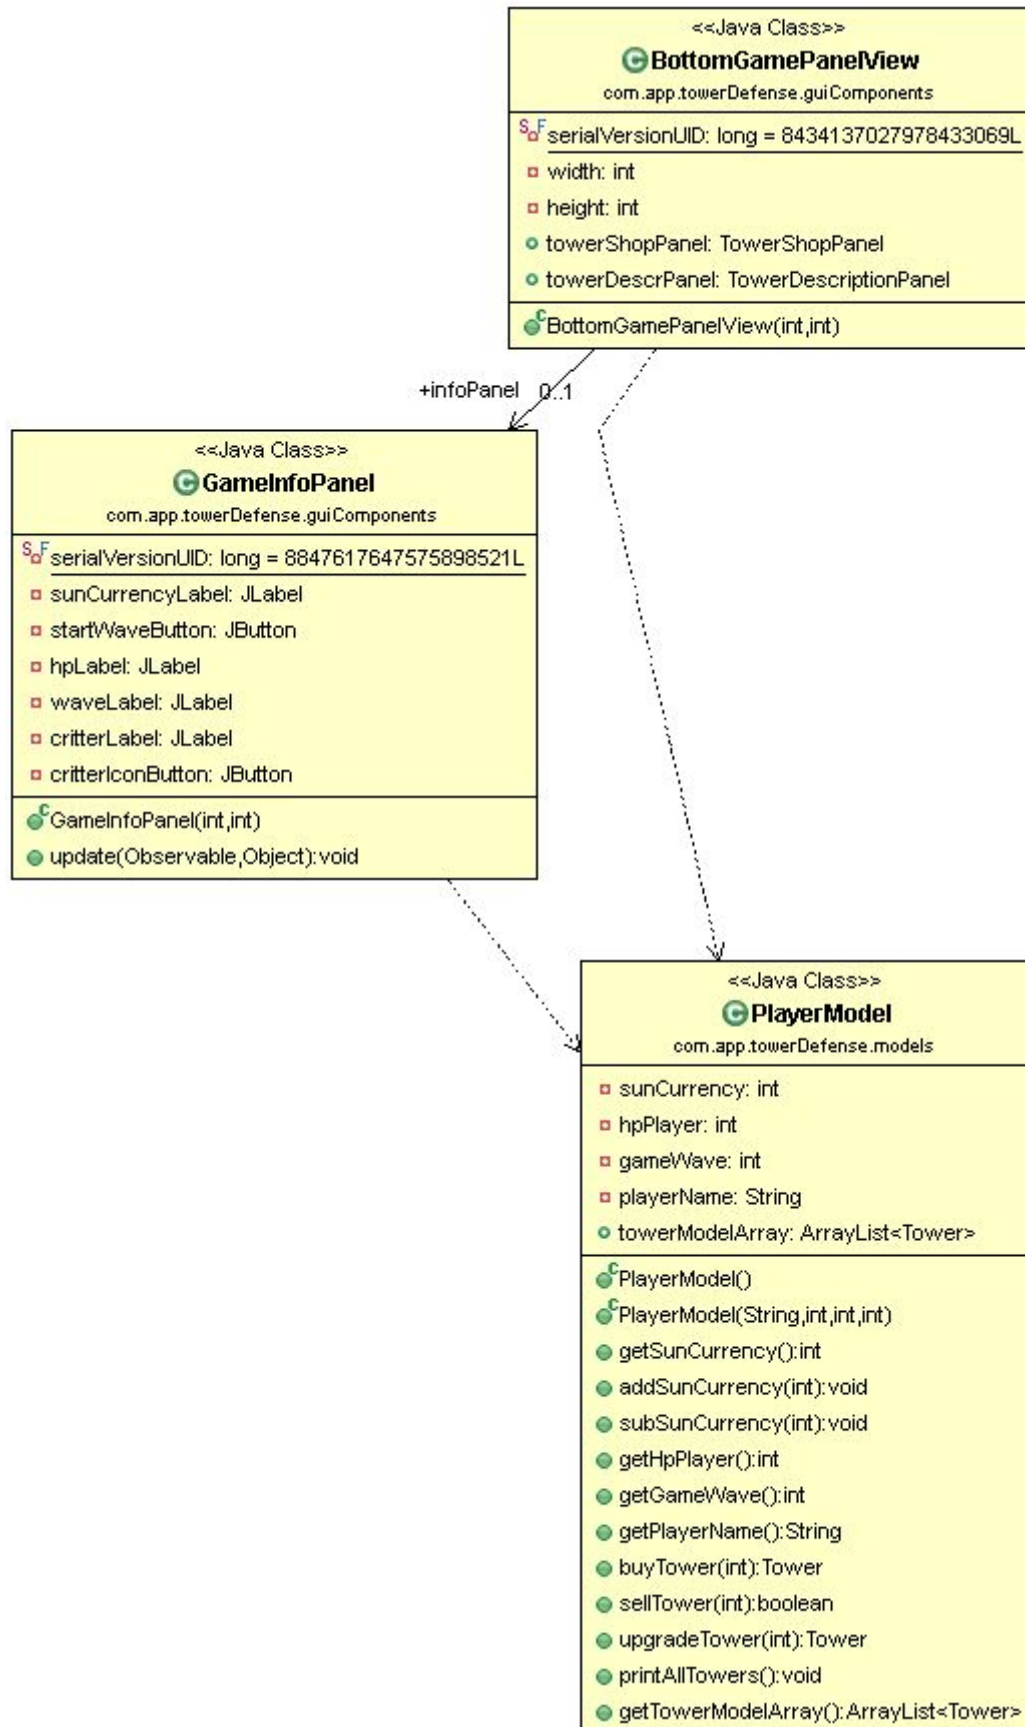 <<Java Class>>
BottomGamePanelView
com.app.towerDefense.guiComponents
serialVersionUID: long = 8434137027978433069L
width: int
height: int
towerShopPanel: TowerShopPanel
towerDescrPanel: TowerDescriptionPanel
BottomGamePanelView(int,int)
+infoPanel 0..1
<<Java Class>>
GameInfoPanel
com.app.towerDefense.guiComponents
serialVersionUID: long = 8847617647575898521L
sunCurrencyLabel: JLabel
startWaveButton: JButton
hpLabel: JLabel
waveLabel: JLabel
critterLabel: JLabel
critterIconButton: JButton
GameInfoPanel(int,int)
update(Observable,Object):void
<<Java Class>>
PlayerModel
com.app.towerDefense.models
sunCurrency: int
hpPlayer: int
gameWave: int
playerName: String
towerModelArray: ArrayList<Tower>
PlayerModel()
PlayerModel(String,int,int,int)
getSunCurrency():int
addSunCurrency(int):void
subSunCurrency(int):void
getHpPlayer():int
getGameWave():int
getPlayerName():String
buyTower(int):Tower
sellTower(int):boolean
upgradeTower(int):Tower
printAllTowers():void
getTowerModelArray():ArrayList<Tower>